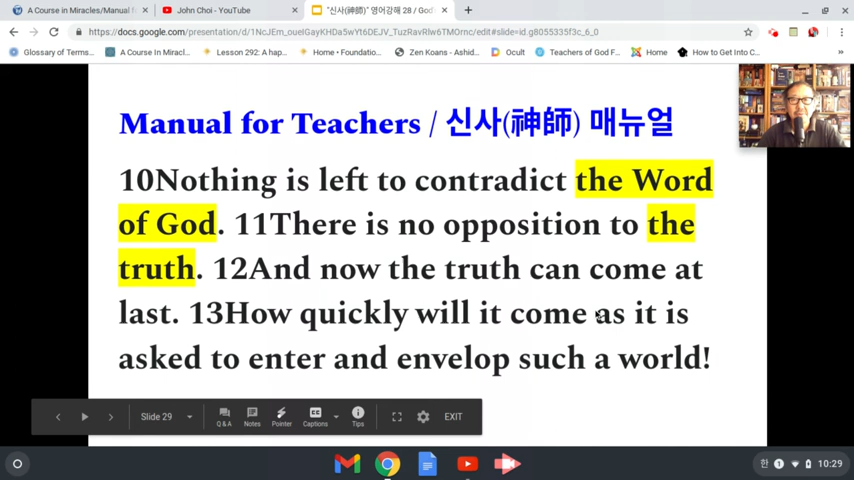 A Course in Miracles/Manual f
John Choi - YouTube
"신사(神師)" 영어강해 28 / God
https://docs.google.com/presentation/d/1NcJEm_oueIGayKHDa5wYt6DEJV_TuzRavRlw6TMOrnc/edit#slide=id.g8055335f3c_6_0
Glossary of Terms...
A Course In Miracl...
Lesson 292: A hap...
Home • Foundatio...
Zen Koans - Ashid...
Ocult
Teachers of God F...
Home
How to Get Into C...
»
Manual for Teachers / 신사(神師) 매뉴얼
10Nothing is left to contradict the Word
of God. 11There is no opposition to the
truth. 12And now the truth can come at
last. 13How quickly will it come as it is
asked to enter and envelop such a world!
Slide 29
Q & A
Notes
Pointer
Captions
Tips
EXIT
한
1
10:29